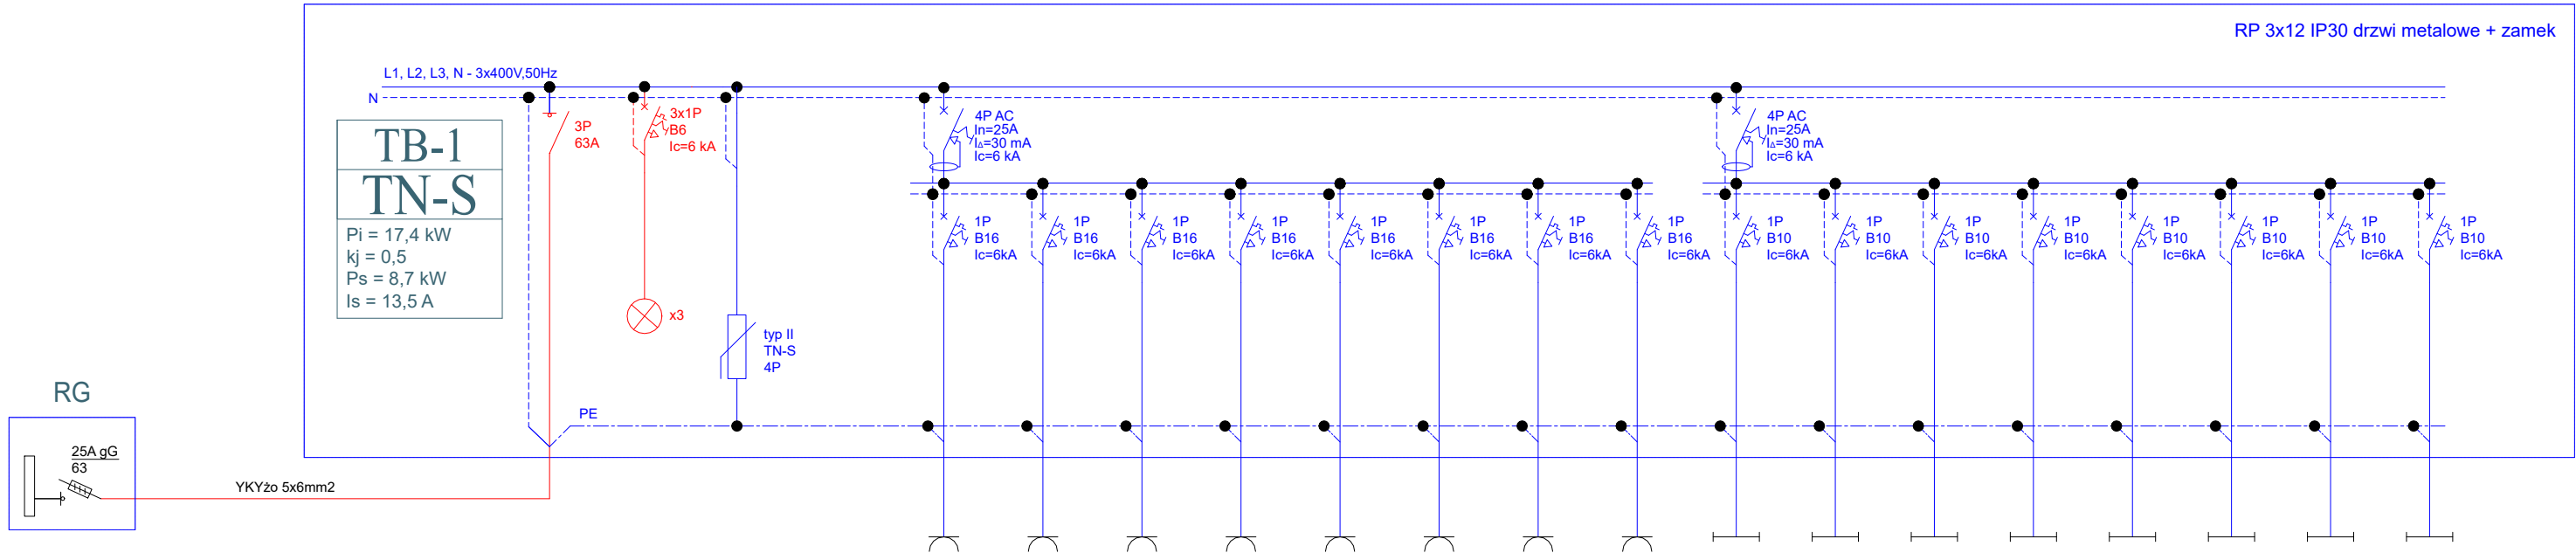 RP 3x12 IP30 drzwi metalowe + zamek
L1, L2, L3, N - 3x400V,50Hz
N
TB-1
TN-S
Pi = 17,4 kW
kj = 0,5
Ps = 8,7 kW
Is = 13,5 A
3P
63A
3x1P
B6
Ic=6 kA
x3
typ II
TN-S
4P
PE
4P AC
In=25A
I∆=30 mA
Ic=6 kA
4P AC
In=25A
I∆=30 mA
Ic=6 kA
1P
B16
Ic=6kA
1P
B16
Ic=6kA
1P
B16
Ic=6kA
1P
B16
Ic=6kA
1P
B16
Ic=6kA
1P
B16
Ic=6kA
1P
B16
Ic=6kA
1P
B16
Ic=6kA
1P
B10
Ic=6kA
1P
B10
Ic=6kA
1P
B10
Ic=6kA
1P
B10
Ic=6kA
1P
B10
Ic=6kA
1P
B10
Ic=6kA
1P
B10
Ic=6kA
1P
B10
Ic=6kA
RG
25A gG
63
YKYżo 5x6mm2